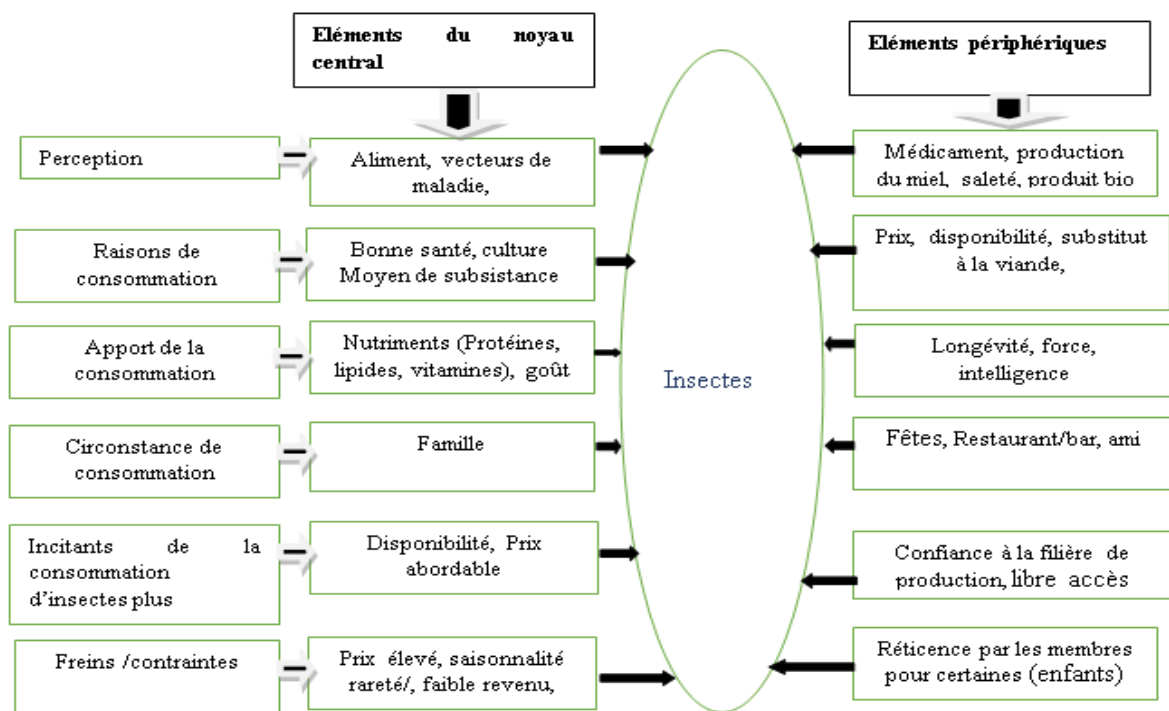 Eléments du noyau
central
Eléments périphériques
Perception
Aliment, vecteurs de
maladie,
Médicament, production
du miel, saleté, produit bio
Raisons de
consommation
Bonne santé, culture
Moyen de subsistance
Prix, disponibilité, substitut
à la viande,
Apport de la
consommation
Nutriments (Protéines,
lipides, vitamines), goût
Insectes
Longévité, force,
intelligence
Circonstance de
consommation
Famille
Fêtes, Restaurant/bar, ami
Incitants de la
consommation
d'insectes plus
Disponibilité, Prix
abordable
Confiance à la filière de
production, libre accès
Freins /contraintes
Prix élevé, saisonnalité
rareté/, faible revenu,
Réticence par les membres
pour certaines (enfants)